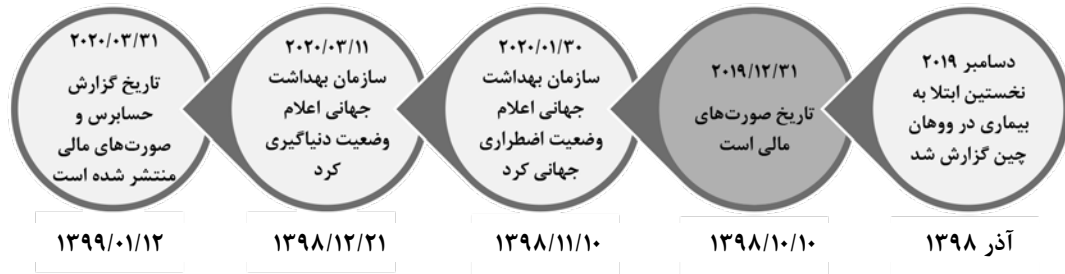 دسامبر ۲۰۱۹
نخستین ابتلا به
بیماری در ووهان
چین گزارش شد
آذر ۱۳۹۸
۲۰۱۹/۱۲/۳۱
تاریخ صورت‌های
مالی است
۱۳۹۸/۱۰/۱۰
۲۰۲۰/۰۱/۳۰
سازمان بهداشت
جهانی اعلام
وضعیت اضطراری
جهانی کرد
۱۳۹۸/۱۱/۱۰
۲۰۲۰/۰۳/۱۱
سازمان بهداشت
جهانی اعلام
وضعیت دنیاگیری
کرد
۱۳۹۸/۱۲/۲۱
۲۰۲۰/۰۳/۳۱
تاریخ گزارش
حسابرس و
صورت‌های مالی
منتشر شده است
۱۳۹۹/۰۱/۱۲